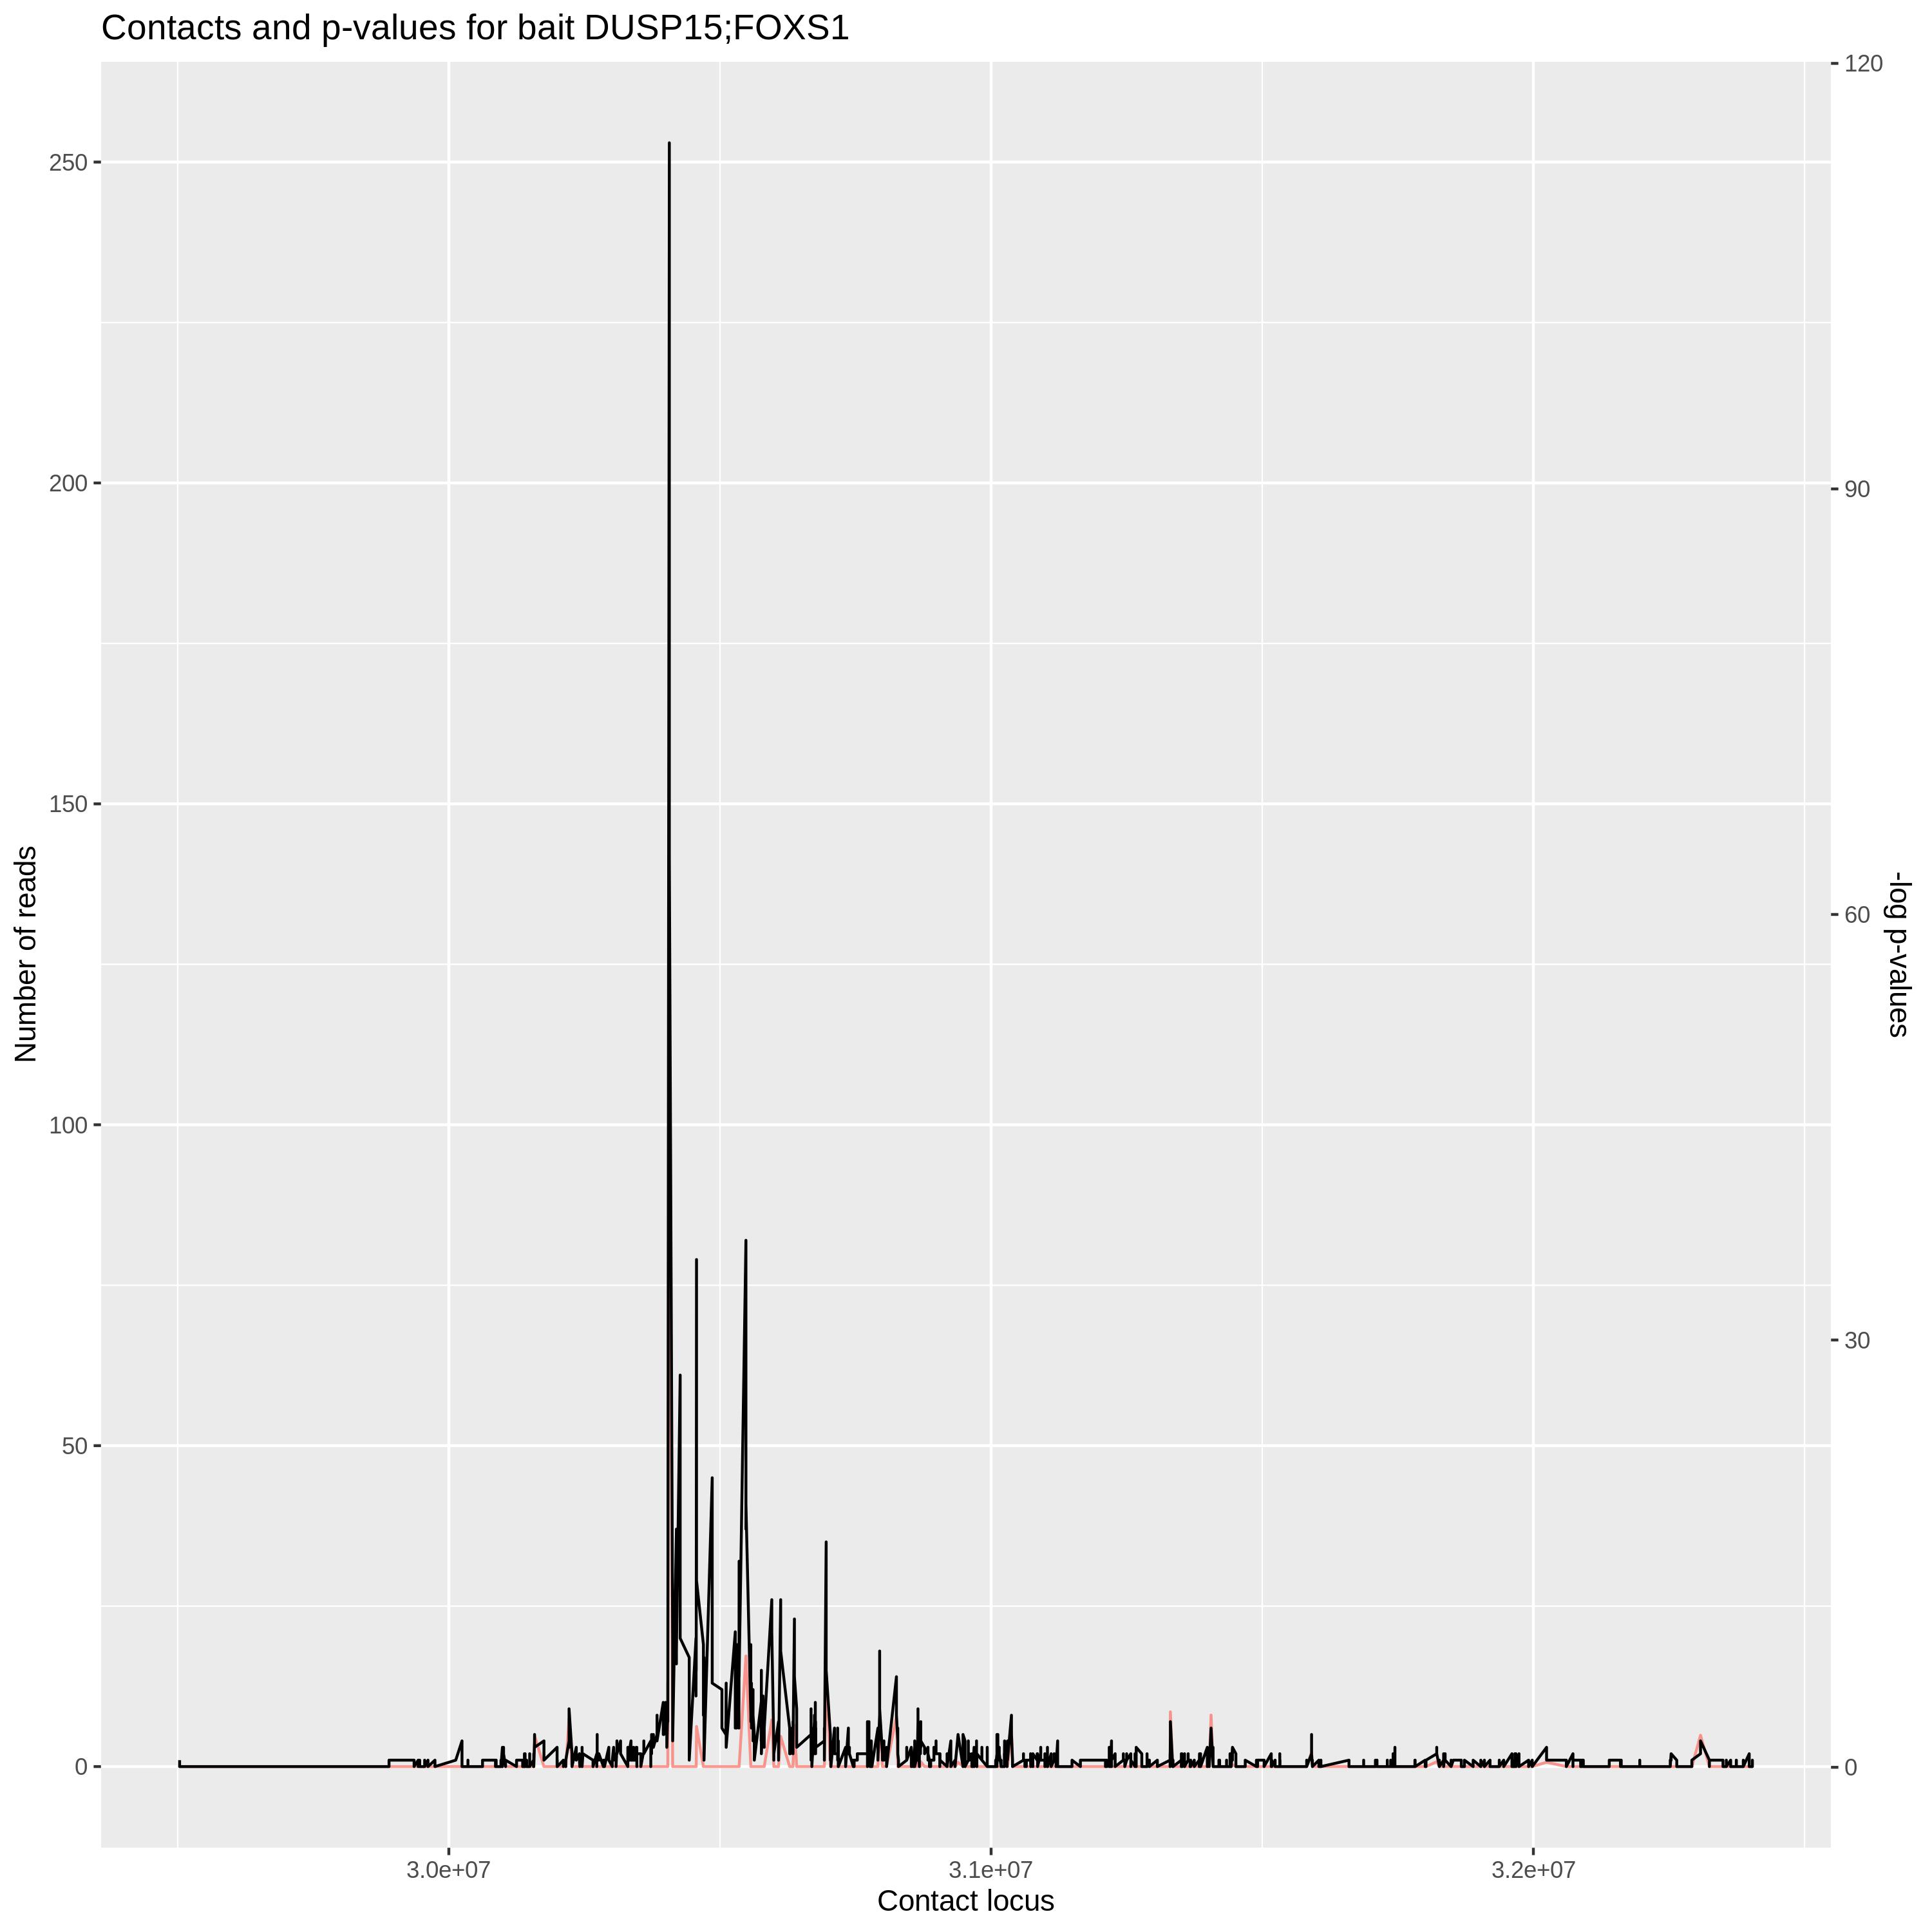 Contacts and p-values for bait DUSP15;FOXS1
Number of reads
250
200
150
100
50
0
120
90
60
30
0
-log p-values
3.0e+07
3.1e+07
3.2e+07
Contact locus